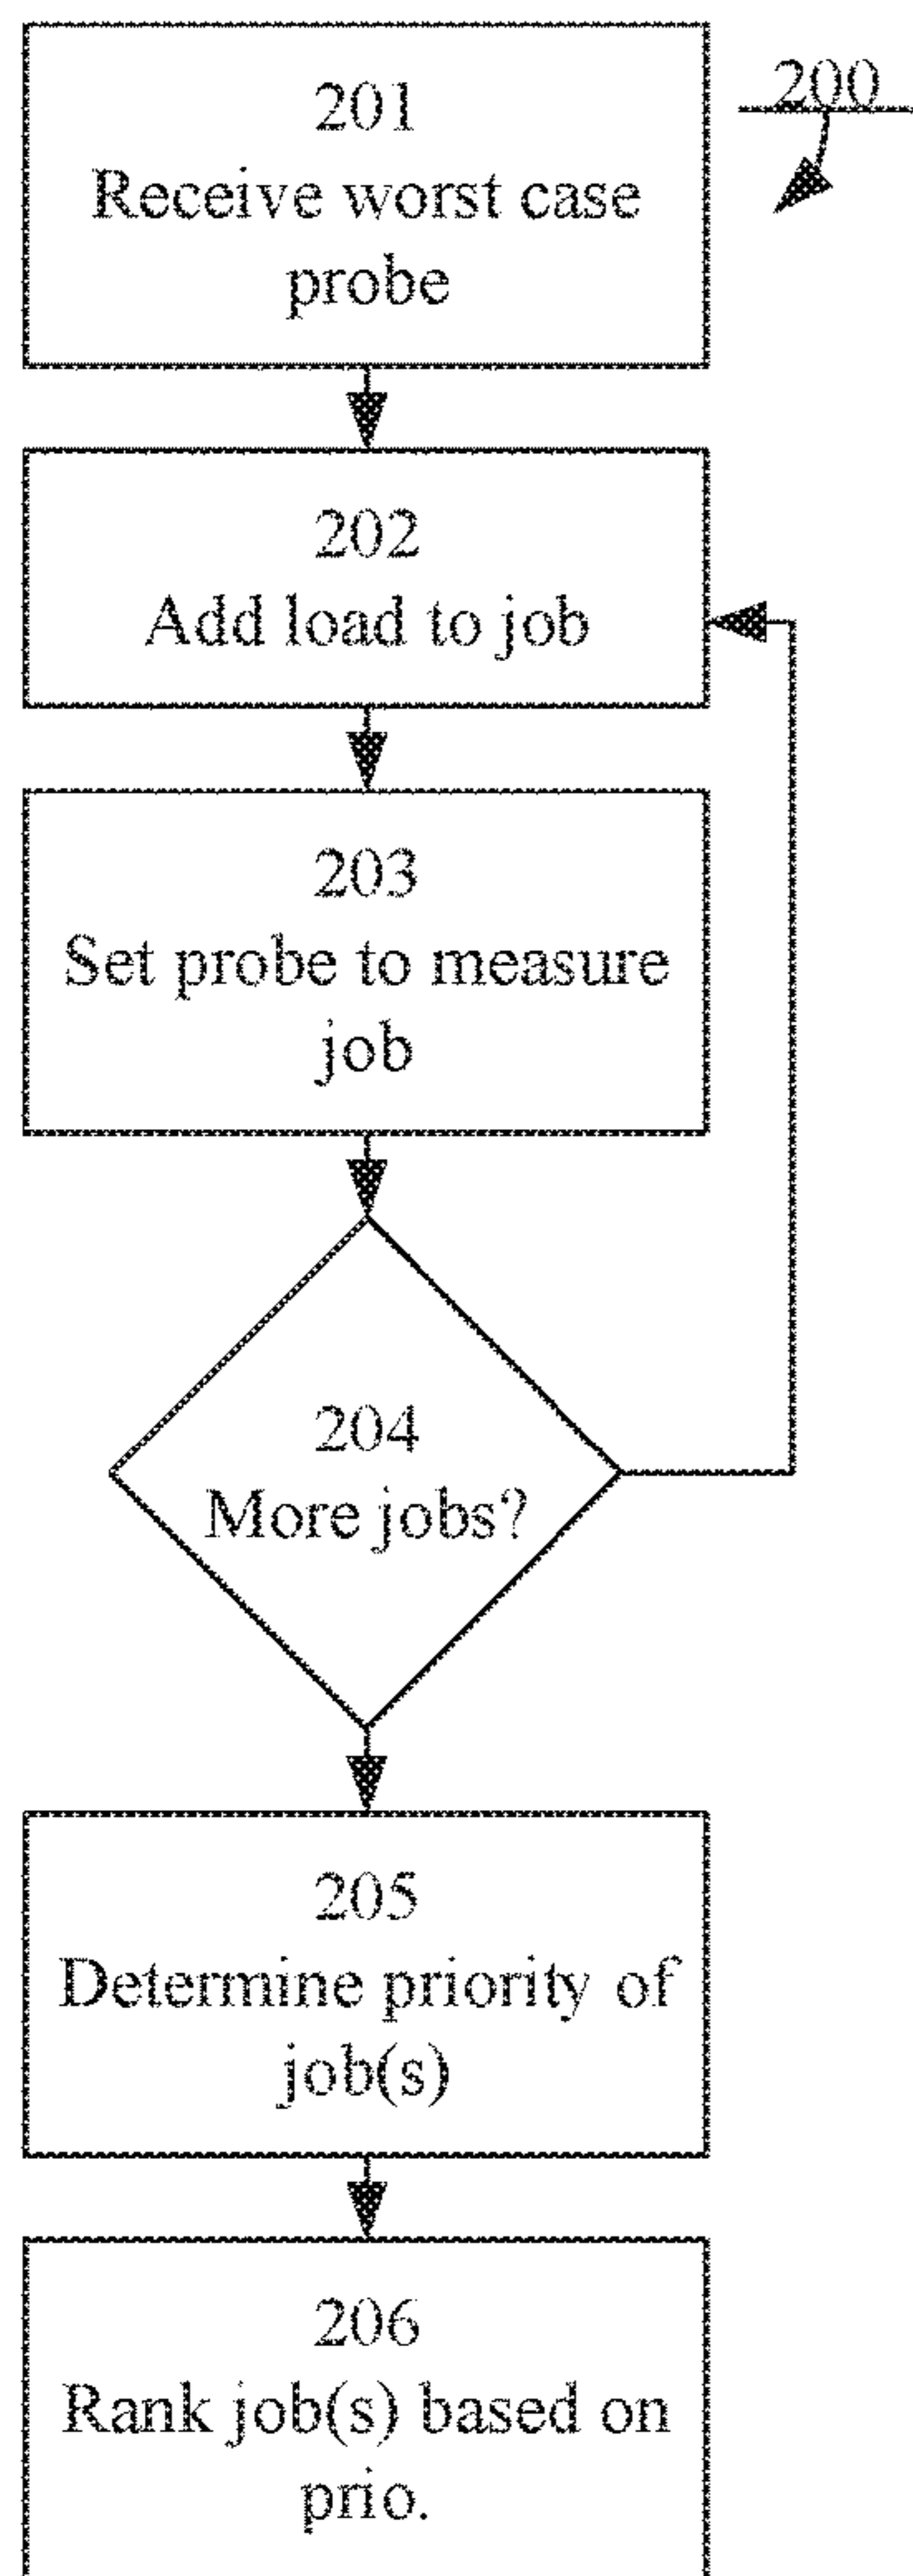 201
Receive worst case
probe
200
202
Add load to job
203
Set probe to measure
job
204
More jobs?
205
Determine priority of
job(s)
206
Rank job(s) based on
prio.